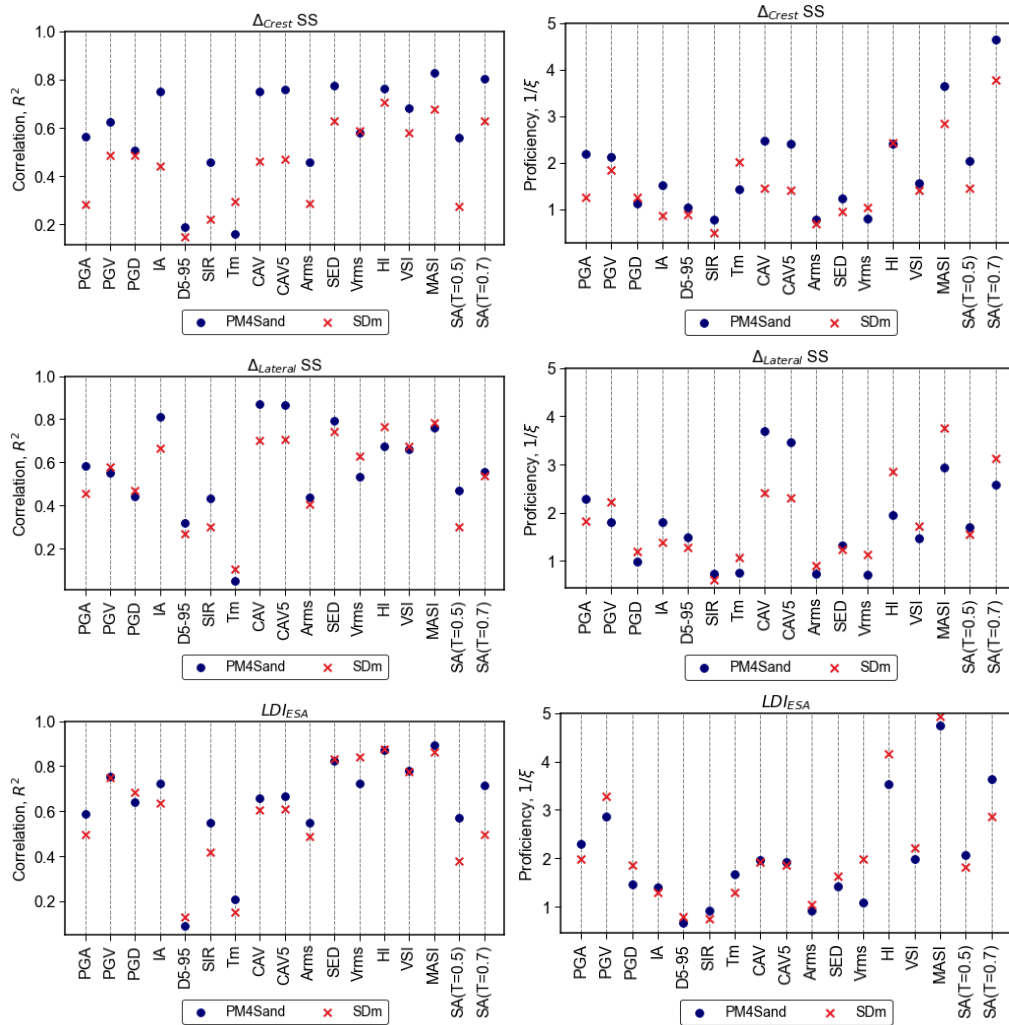 Δ_Crest SS
Correlation, R²
1.0
0.8
0.6
0.4
0.2
PGA PGV PGD IA D5-95 SIR Tm CAV CAV5 Arms SED Vrms HI VSI MASI SA(T=0.5) SA(T=0.7)
PM4Sand SDm
Δ_Crest SS
Proficiency, 1/ξ
5
4
3
2
1
PGA PGV PGD IA D5-95 SIR Tm CAV CAV5 Arms SED Vrms HI VSI MASI SA(T=0.5) SA(T=0.7)
PM4Sand SDm
Δ_Lateral SS
Correlation, R²
1.0
0.8
0.6
0.4
0.2
PGA PGV PGD IA D5-95 SIR Tm CAV CAV5 Arms SED Vrms HI VSI MASI SA(T=0.5) SA(T=0.7)
PM4Sand SDm
Δ_Lateral SS
Proficiency, 1/ξ
5
4
3
2
1
PGA PGV PGD IA D5-95 SIR Tm CAV CAV5 Arms SED Vrms HI VSI MASI SA(T=0.5) SA(T=0.7)
PM4Sand SDm
LDI_ESA
Correlation, R²
1.0
0.8
0.6
0.4
0.2
PGA PGV PGD IA D5-95 SIR Tm CAV CAV5 Arms SED Vrms HI VSI MASI SA(T=0.5) SA(T=0.7)
PM4Sand SDm
LDI_ESA
Proficiency, 1/ξ
5
4
3
2
1
PGA PGV PGD IA D5-95 SIR Tm CAV CAV5 Arms SED Vrms HI VSI MASI SA(T=0.5) SA(T=0.7)
PM4Sand SDm